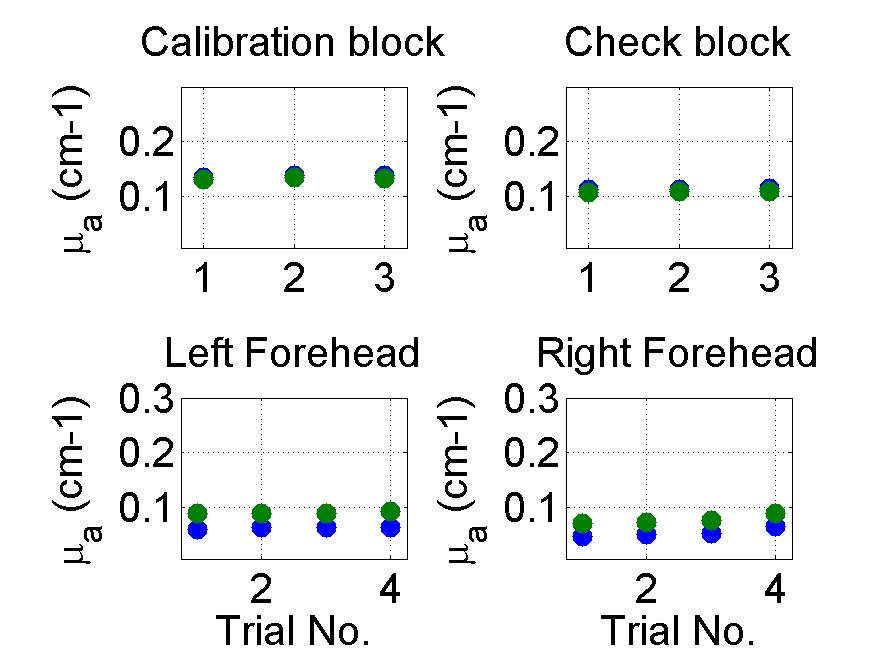 Calibration block
μa (cm-1)
0.2
0.1
1 2 3
Check block
μa (cm-1)
0.2
0.1
1 2 3
Left Forehead
μa (cm-1)
0.3
0.2
0.1
2 4
Trial No.
Right Forehead
μa (cm-1)
0.3
0.2
0.1
2 4
Trial No.